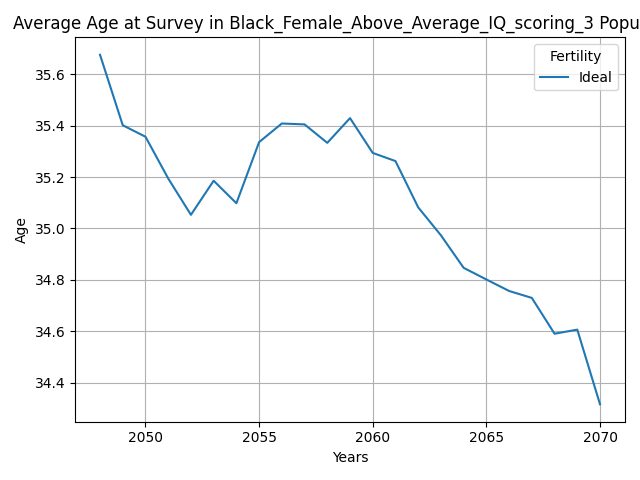 Average Age at Survey in Black_Female_Above_Average_IQ_scoring_3 Popu
Fertility
Ideal
35.6
35.4
35.2
35.0
34.8
34.6
34.4
Age
2050 2055 2060 2065 2070
Years